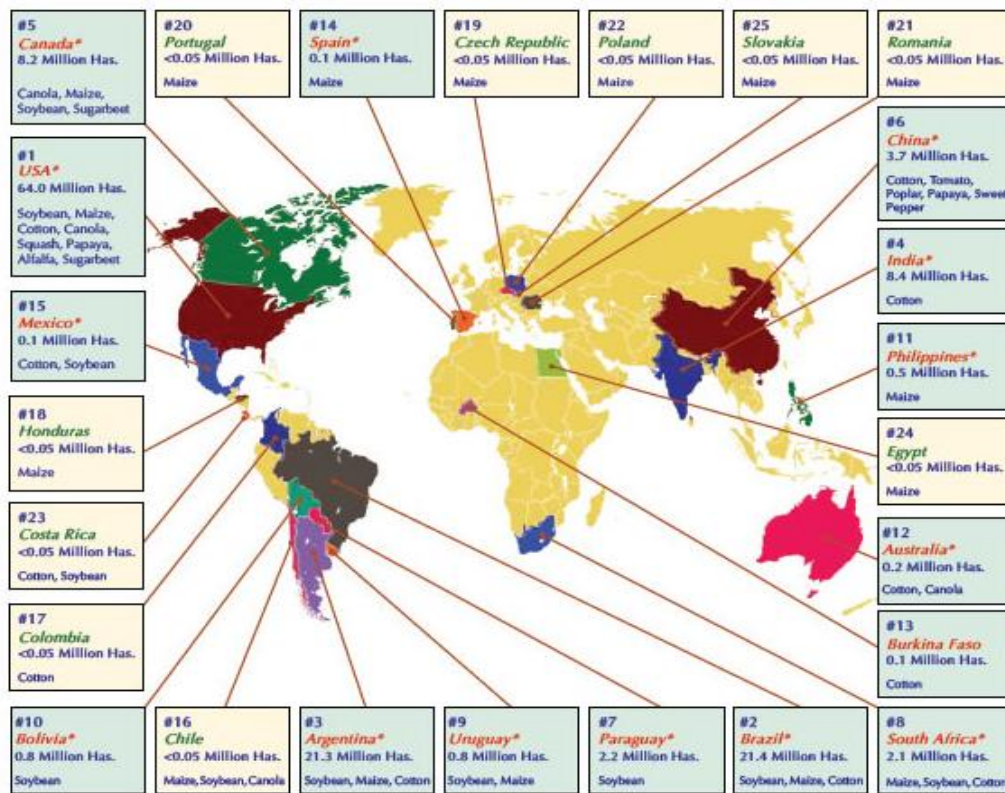 #5
Canada*
8.2 Million Has.
Canola, Maize,
Soybean, Sugarbeet
#20
Portugal
<0.05 Million Has.
Maize
#14
Spain*
0.1 Million Has.
Maize
#19
Czech Republic
<0.05 Million Has.
Maize
#22
Poland
<0.05 Million Has.
Maize
#25
Slovakia
<0.05 Million Has.
Maize
#21
Romania
<0.05 Million Has.
Maize
#1
USA*
64.0 Million Has.
Soybean, Maize,
Cotton, Canola,
Squash, Papaya,
Alfalfa, Sugarbeet
#6
China*
3.7 Million Has.
Cotton, Tomato,
Poplar, Papaya, Sweet
Pepper
#4
India*
8.4 Million Has.
Cotton
#15
Mexico*
0.1 Million Has.
Cotton, Soybean
#11
Philippines*
0.5 Million Has.
Maize
#18
Honduras
<0.05 Million Has.
Maize
#24
Egypt
<0.05 Million Has.
Maize
#23
Costa Rica
<0.05 Million Has.
Cotton, Soybean
#12
Australia*
0.2 Million Has.
Cotton, Canola
#17
Colombia
<0.05 Million Has.
Cotton
#13
Burkina Faso
0.1 Million Has.
Cotton
#10
Bolivia*
0.8 Million Has.
Soybean
#16
Chile
<0.05 Million Has.
Maize, Soybean, Canola
#3
Argentina*
21.3 Million Has.
Soybean, Maize, Cotton
#9
Uruguay*
0.8 Million Has.
Soybean, Maize
#7
Paraguay*
2.2 Million Has.
Soybean
#2
Brazil*
21.4 Million Has.
Soybean, Maize, Cotton
#8
South Africa*
2.1 Million Has.
Maize, Soybean, Cotton